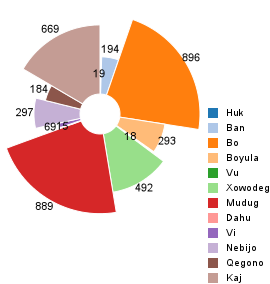 669
194
896
19
184
297
6915
18
293
492
889
Huk
Ban
Bo
Boyula
Vu
Xowodeg
Mudug
Dahu
Vi
Nebijo
Qegono
Kaj